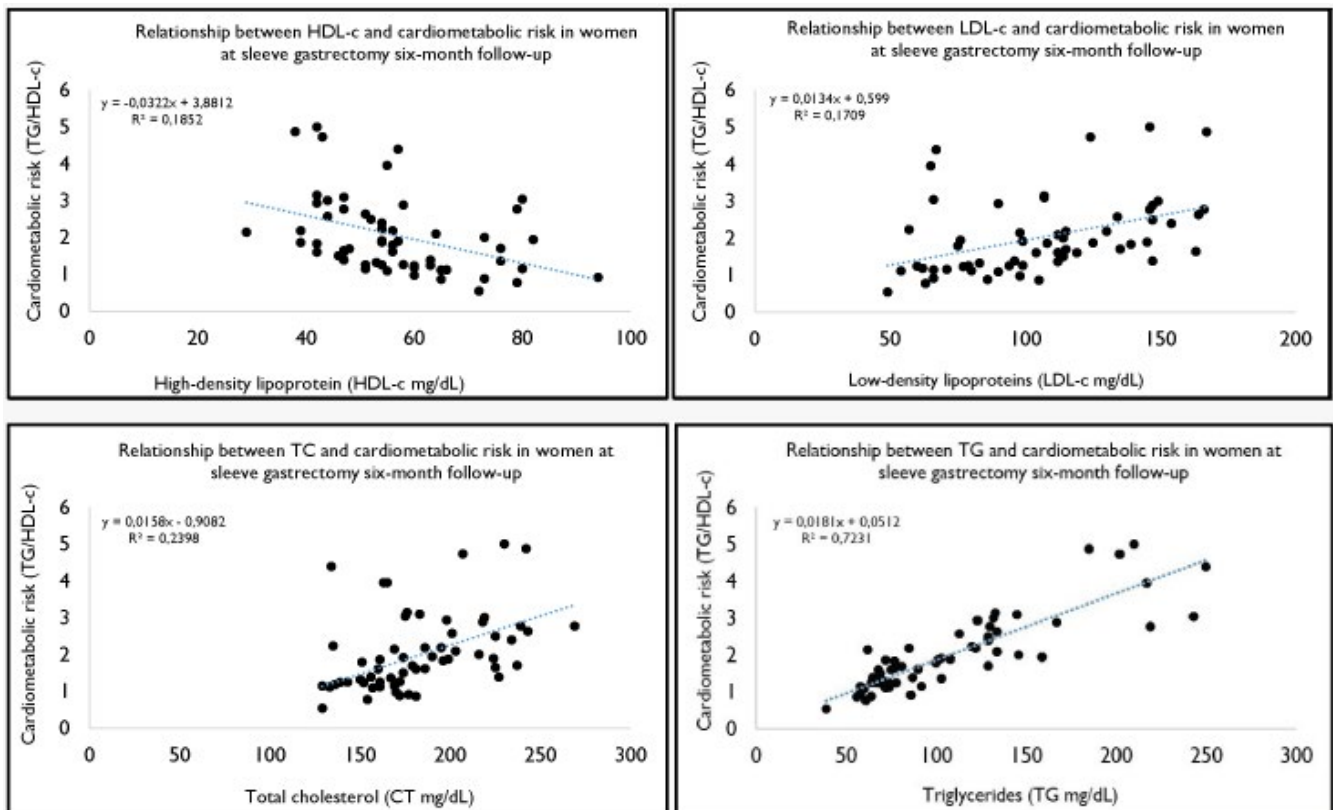 Relationship between HDL-c and cardiometabolic risk in women
at sleeve gastrectomy six-month follow-up
y = -0,0322x + 3,8812
R² = 0,1852
Cardiometabolic risk (TG/HDL-c)
6
5
4
3
2
1
0
0 20 40 60 80 100
High-density lipoprotein (HDL-c mg/dL)
Relationship between LDL-c and cardiometabolic risk in women
at sleeve gastrectomy six-month follow-up
y = 0,0134x + 0,599
R² = 0,1709
Cardiometabolic risk (TG/HDL-c)
6
5
4
3
2
1
0
0 50 100 150 200
Low-density lipoproteins (LDL-c mg/dL)
Relationship between TC and cardiometabolic risk in women at
sleeve gastrectomy six-month follow-up
y = 0,0158x - 0,9082
R² = 0,2398
Cardiometabolic risk (TG/HDL-c)
6
5
4
3
2
1
0
0 50 100 150 200 250 300
Total cholesterol (CT mg/dL)
Relationship between TG and cardiometabolic risk in women at
sleeve gastrectomy six-month follow-up
y = 0,0181x + 0,0512
R² = 0,7231
Cardiometabolic risk (TG/HDL-c)
6
5
4
3
2
1
0
0 50 100 150 200 250 300
Triglycerides (TG mg/dL)